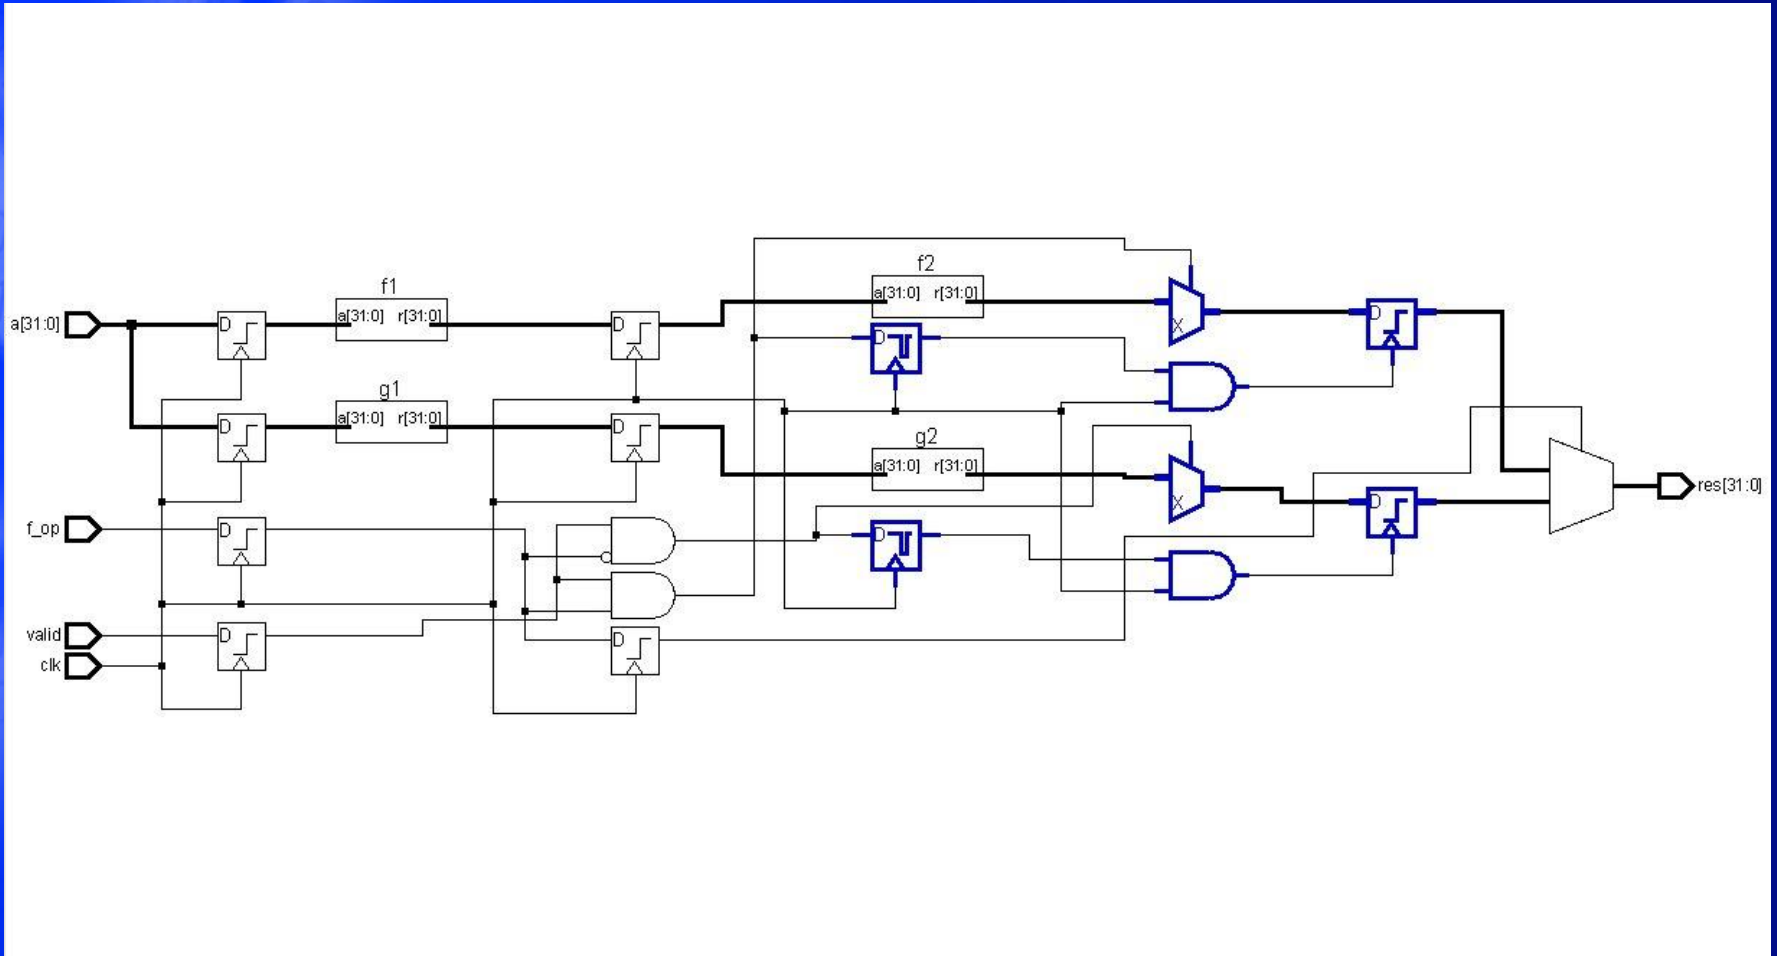 f2
a[31:0] r[31:0]
f1
a[31:0]
D
a[31:0] r[31:0]
D
D
D
X
g1
D
a[31:0] r[31:0]
D
g2
a[31:0] r[31:0]
X
D
res[31:0]
f_op
D
D
valid
D
D
clk